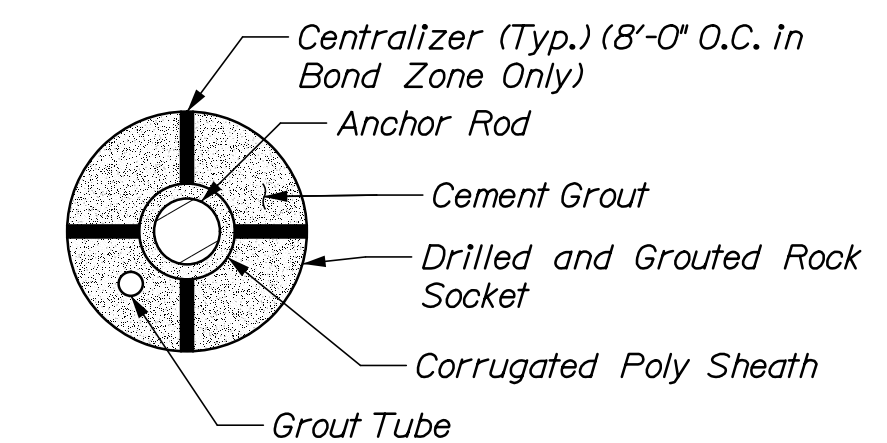 Centralizer (Typ.) (8'-0" O.C. in
Bond Zone Only)
Anchor Rod
Cement Grout
Drilled and Grouted Rock
Socket
Corrugated Poly Sheath
Grout Tube